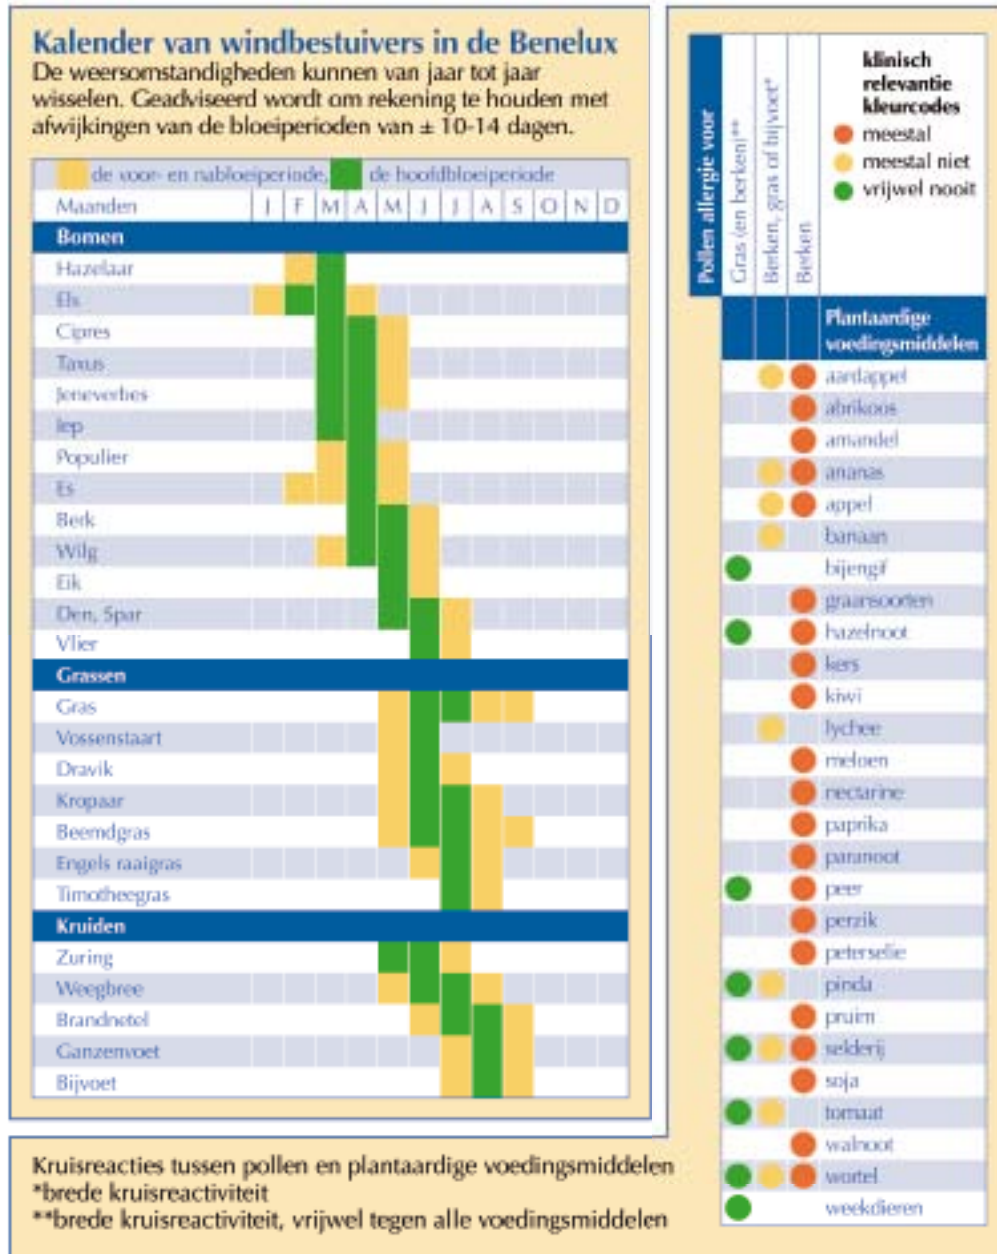 Kalender van windbestuivers in de Benelux
De weersomstandigheden kunnen van jaar tot jaar
wisselen. Geadviseerd wordt om rekening te houden met
afwijkingen van de bloeiperioden van ± 10-14 dagen.
de voor- en nabloeiperiode, de hoofdbloeiperiode
Maanden J F M A M J J A S O N D
Bomen
Hazelaar
Els
Cipres
Taxus
Jeneverbes
Iep
Populier
Es
Berk
Wilg
Eik
Den, Spar
Vlier
Grassen
Gras
Vossenstaart
Dravik
Kropaar
Beemdgras
Engels raaigras
Timotheegras
Kruiden
Zuring
Weegbree
Brandnetel
Ganzenvoet
Bijvoet
Pollen allergie voor
Gras (en berken)**
Berken, gras of bijvoet*
Berken
klinisch
relevantie
kleurcodes
meestal
meestal niet
vrijwel nooit
Plantaardige
voedingsmiddelen
aardappel
abrikoos
amandel
ananas
appel
banaan
bijengif
graansoorten
hazelnoot
kers
kiwi
lychee
meloen
nectarine
paprika
paranoot
peer
perzik
peterselie
pinda
pruim
selderij
soja
tomaat
walnoot
wortel
weekdieren
Kruisreacties tussen pollen en plantaardige voedingsmiddelen
*brede kruisreactiviteit
**brede kruisreactiviteit, vrijwel tegen alle voedingsmiddelen